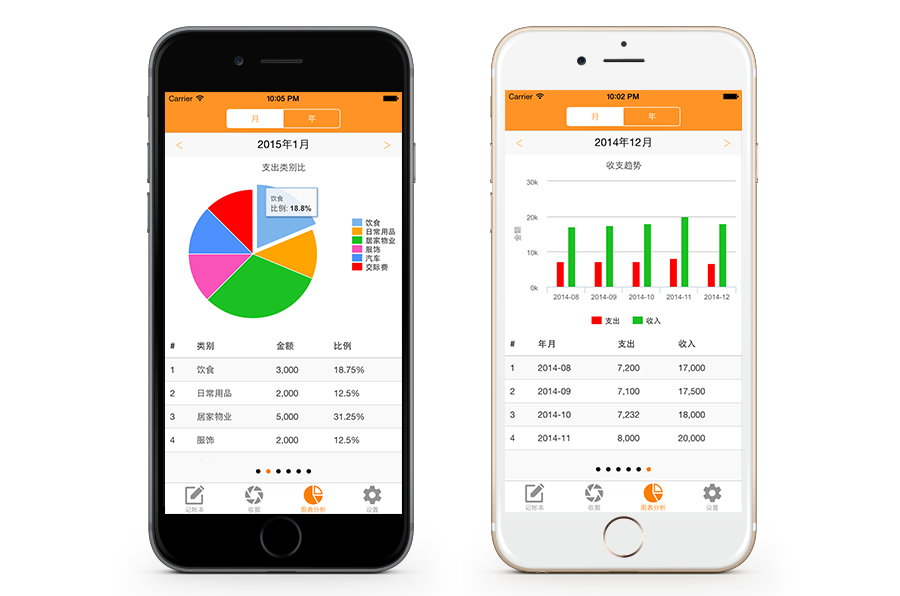 Carrier 10:05 PM
月 年
< 2015年1月 >
支出类别比
饮食
比例: 18.8%
饮食
日常用品
居家物业
服饰
汽车
交际费
# 类别 金额 比例
1 饮食 3,000 18.75%
2 日常用品 2,000 12.5%
3 居家物业 5,000 31.25%
4 服饰 2,000 12.5%
记帐本 收据 图表分析 设置
Carrier 10:02 PM
月 年
< 2014年12月 >
收支趋势
30k
20k
10k
0k
金额
2014-08 2014-09 2014-10 2014-11 2014-12
支出 收入
# 年月 支出 收入
1 2014-08 7,200 17,000
2 2014-09 7,100 17,500
3 2014-10 7,232 18,000
4 2014-11 8,000 20,000
记帐本 收据 图表分析 设置